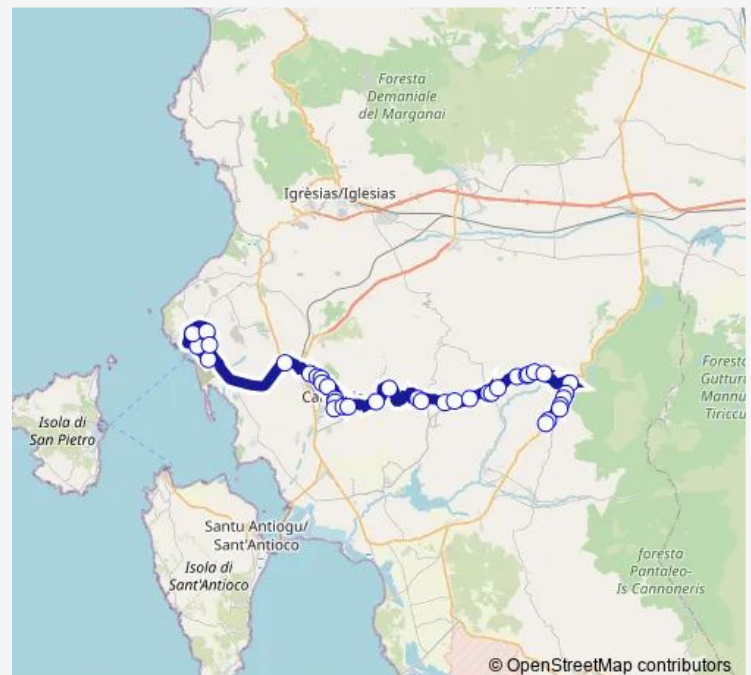 Foresta
Demaniale
del Marganai
Igrèsias/Iglesias
Foresta
Gutturu
Mannu
Isola di
San Pietro
Santu Antiogu/
Sant'Antioco
Isola di
Sant'Antioco
foresta
Pantaleo-
Is Cannoneris
© OpenStreetMap contributors